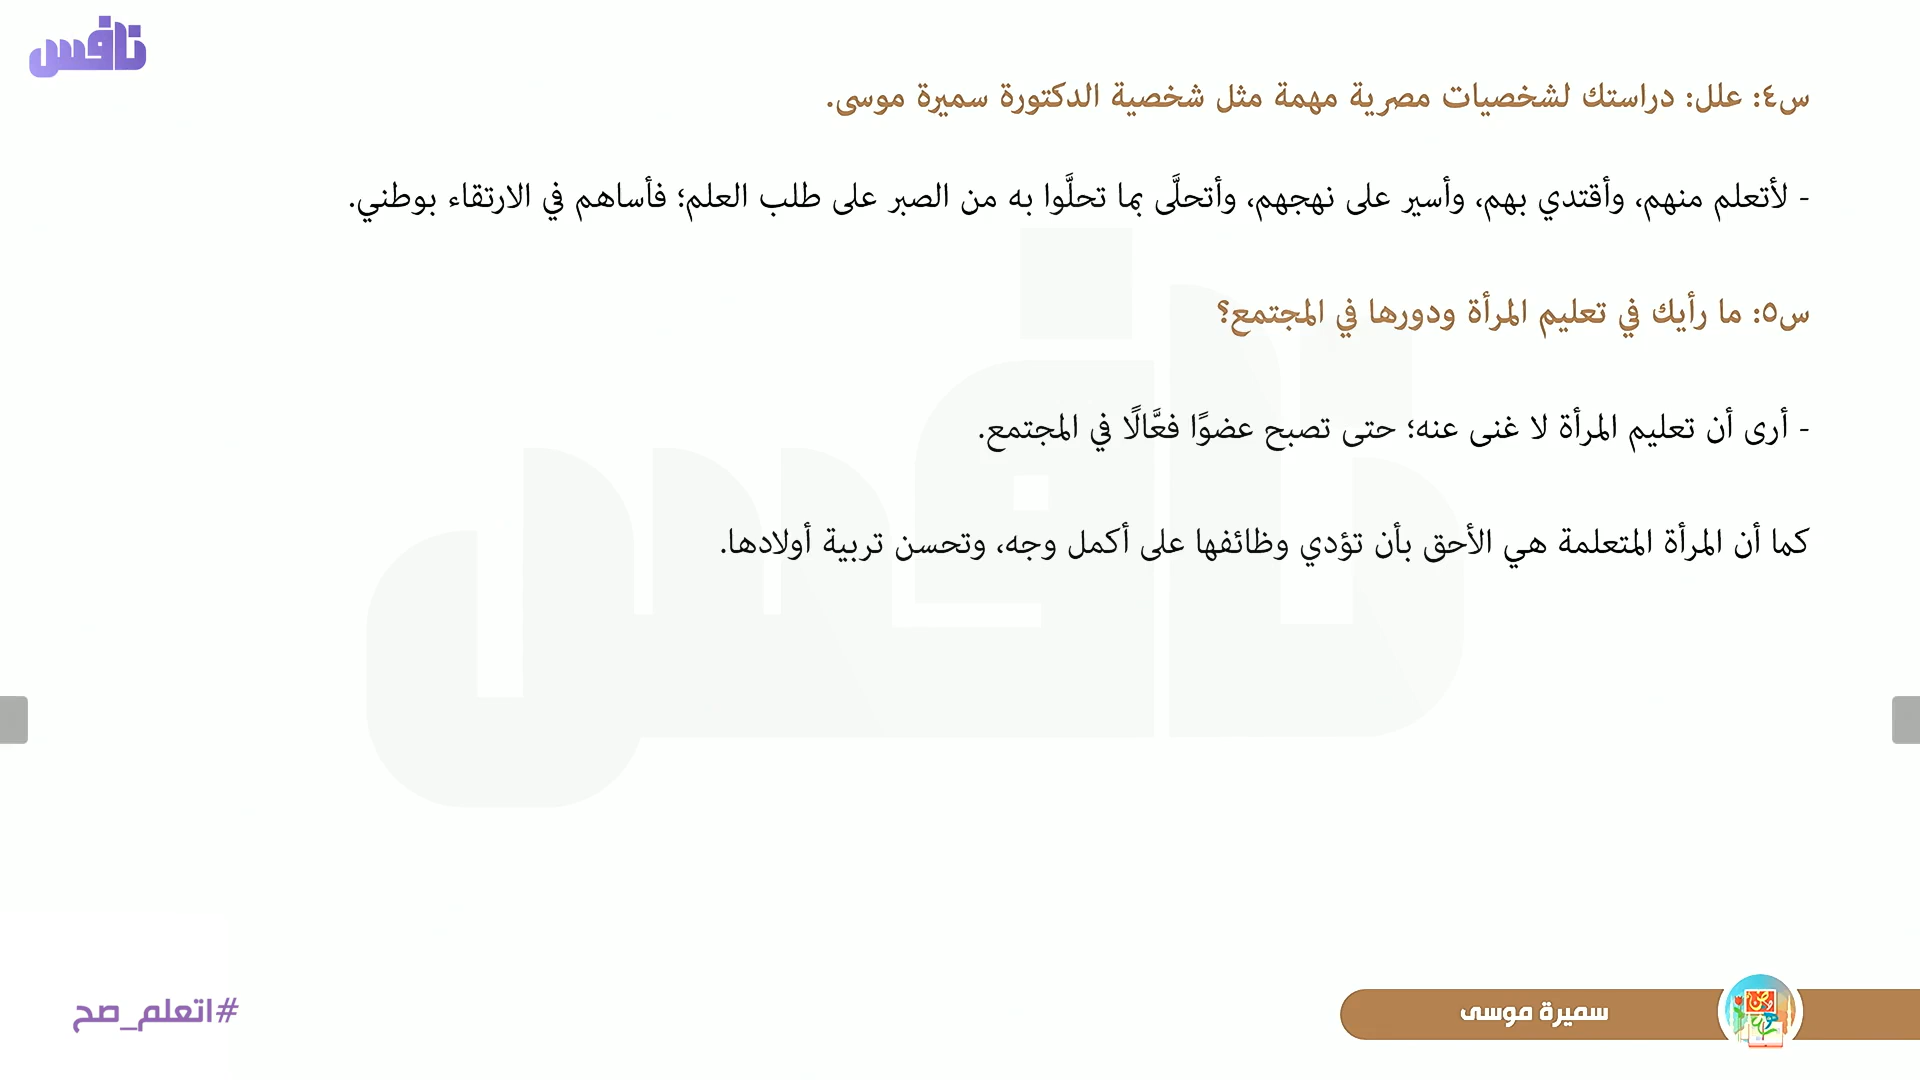 نافس
س٤: علل: دراستك لشخصيات مصرية مهمة مثل شخصية الدكتورة سميرة موسى.
- لأتعلم منهم، وأقتدي بهم، وأسير على نهجهم، وأتحلَّى بما تحلَّوا به من الصبر على طلب العلم؛ فأساهم في الارتقاء بوطني.
س٥: ما رأيك في تعليم المرأة ودورها في المجتمع؟
- أرى أن تعليم المرأة لا غنى عنه؛ حتى تصبح عضوًا فعَّالًا في المجتمع.
كما أن المرأة المتعلمة هي الأحق بأن تؤدي وظائفها على أكمل وجه، وتحسن تربية أولادها.
سميرة موسى
#اتعلم_صح